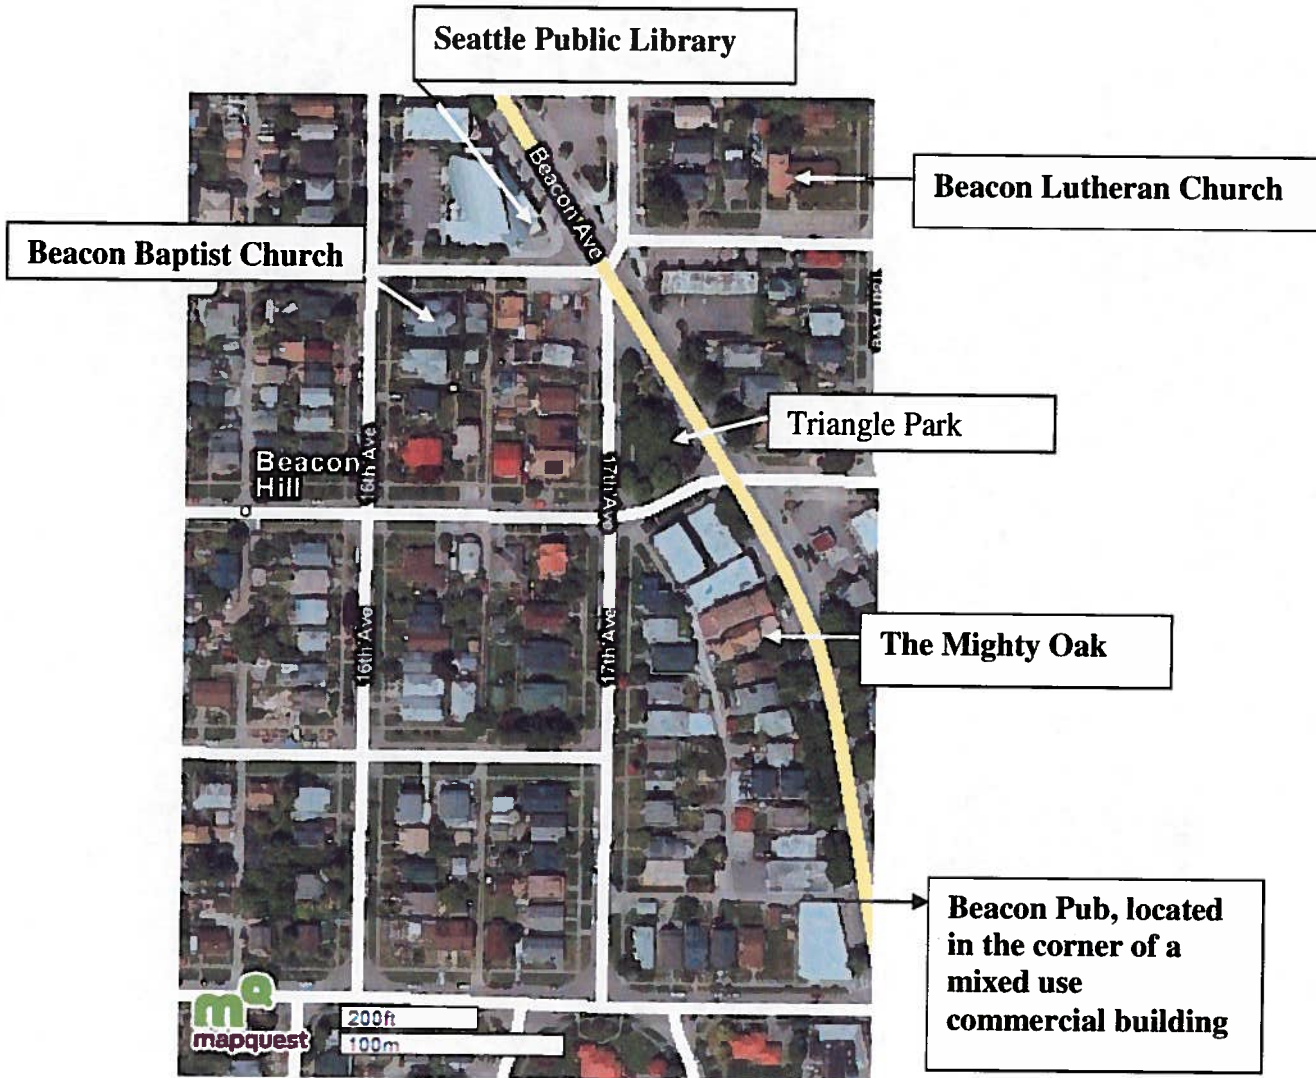 Seattle Public Library
Beacon Ave
Beacon Lutheran Church
Beacon Baptist Church
Triangle Park
Beacon
Hill
16th Ave
17th Ave
16th Ave
17th Ave
The Mighty Oak
Beacon Pub, located
in the corner of a
mixed use
commercial building
mQ
mapquest
200ft
100m